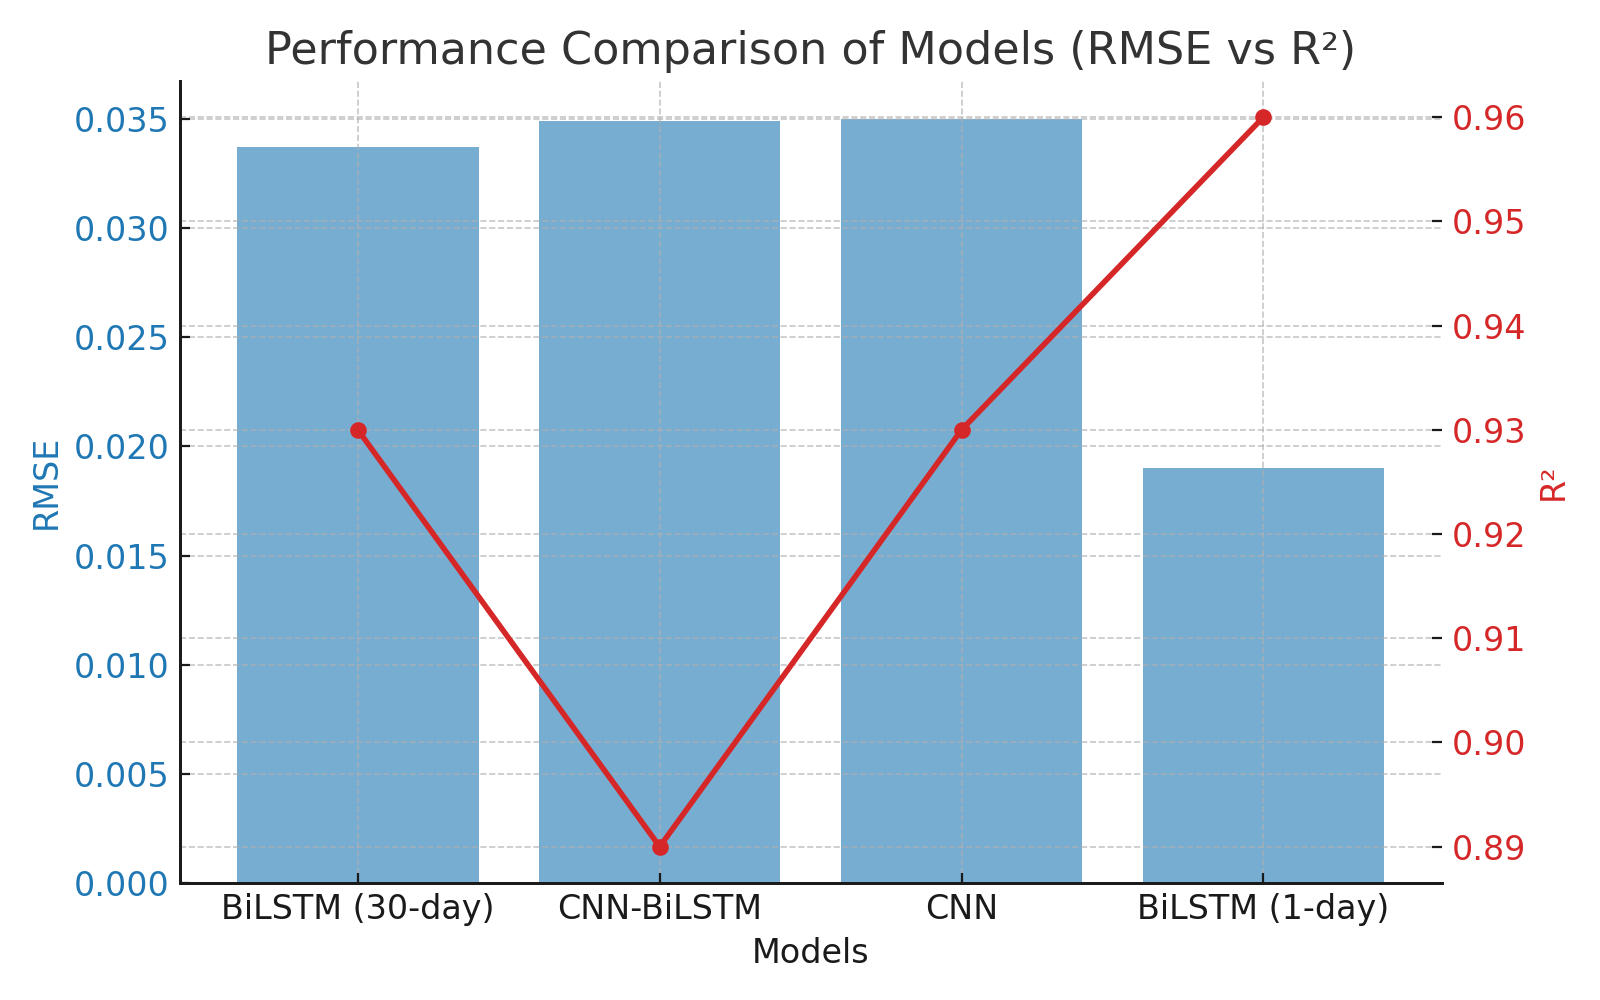 Performance Comparison of Models (RMSE vs R²)
0.035
0.030
0.025
0.020
0.015
0.010
0.005
0.000
RMSE
0.96
0.95
0.94
0.93
0.92
0.91
0.90
0.89
R²
BiLSTM (30-day)
CNN-BiLSTM
CNN
BiLSTM (1-day)
Models